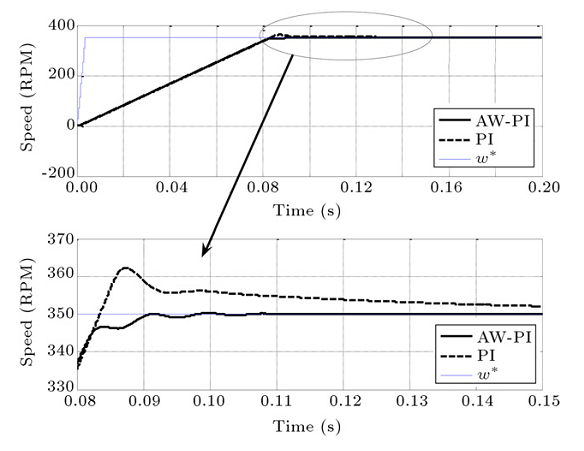 400
200
0
-200
Speed (RPM)
AW-PI
PI
w*
0.00 0.04 0.08 0.12 0.16 0.20
Time (s)
370
360
350
340
330
Speed (RPM)
AW-PI
PI
w*
0.08 0.09 0.10 0.11 0.12 0.13 0.14 0.15
Time (s)